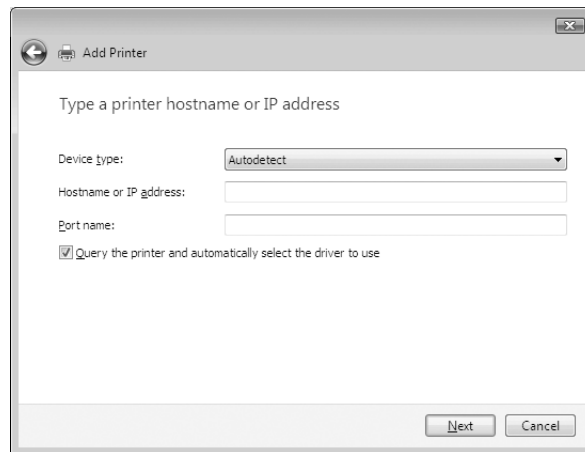 Add Printer
Type a printer hostname or IP address
Device type: Autodetect
Hostname or IP address:
Port name:
Query the printer and automatically select the driver to use
Next Cancel